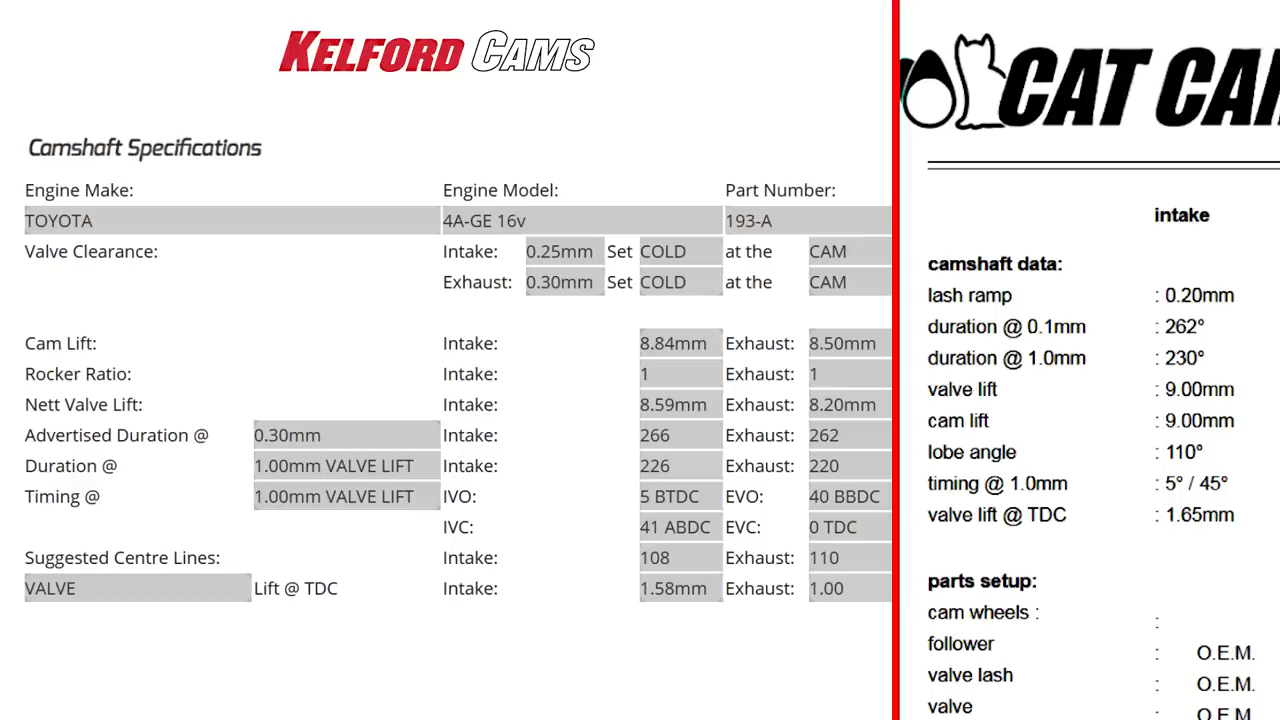 KELFORD CAMS
Camshaft Specifications
Engine Make: Engine Model: Part Number:
TOYOTA 4A-GE 16v 193-A
Valve Clearance: Intake: 0.25mm Set COLD at the CAM
Exhaust: 0.30mm Set COLD at the CAM
Cam Lift: Intake: 8.84mm Exhaust: 8.50mm
Rocker Ratio: Intake: 1 Exhaust: 1
Nett Valve Lift: Intake: 8.59mm Exhaust: 8.20mm
Advertised Duration @ 0.30mm Intake: 266 Exhaust: 262
Duration @ 1.00mm VALVE LIFT Intake: 226 Exhaust: 220
Timing @ 1.00mm VALVE LIFT IVO: 5 BTDC EVO: 40 BBDC
IVC: 41 ABDC EVC: 0 TDC
Suggested Centre Lines: Intake: 108 Exhaust: 110
VALVE Lift @ TDC Intake: 1.58mm Exhaust: 1.00
CAT CA
intake
camshaft data:
lash ramp : 0.20mm
duration @ 0.1mm : 262°
duration @ 1.0mm : 230°
valve lift : 9.00mm
cam lift : 9.00mm
lobe angle : 110°
timing @ 1.0mm : 5° / 45°
valve lift @ TDC : 1.65mm
parts setup:
cam wheels : :
follower : O.E.M.
valve lash : O.E.M.
valve : O.E.M.